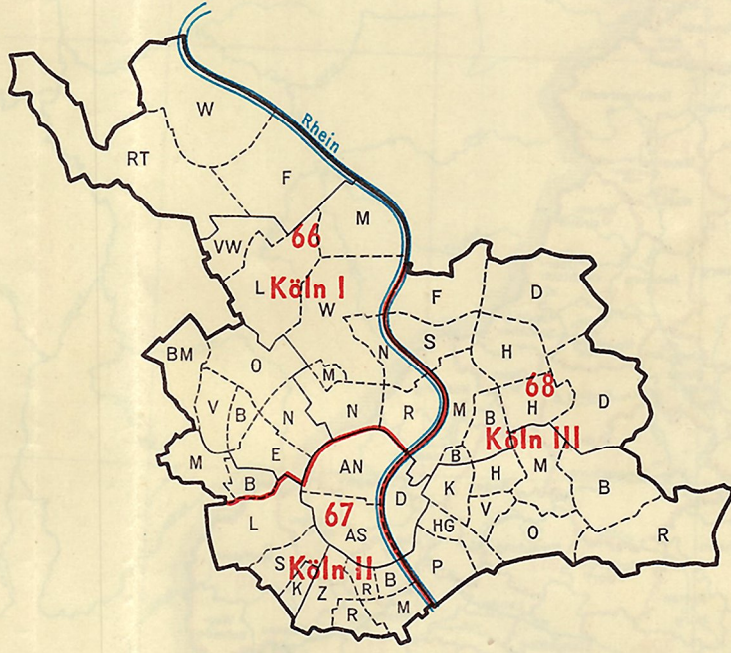 W
Rhein
RT
F
M
VW
66
L
Köln I
W
F
D
S
N
H
BM
O
M
68
V
B
N
N
R
M
B
H
D
Köln III
M
E
AN
B
H
M
B
B
K
D
V
L
67
AS
HG
O
R
S
Köln II
P
K
Z
R
B
R
M